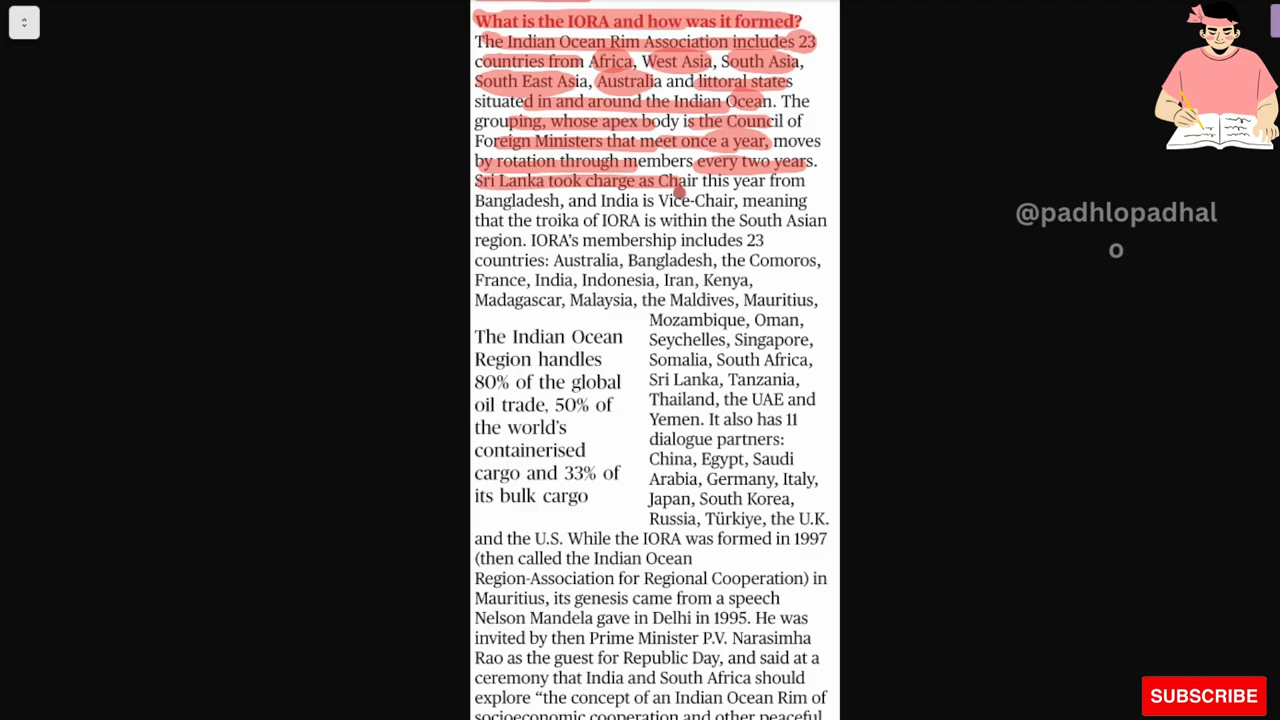 What is the IORA and how was it formed?
The Indian Ocean Rim Association includes 23
countries from Africa, West Asia, South Asia,
South East Asia, Australia and littoral states
situated in and around the Indian Ocean. The
grouping, whose apex body is the Council of
Foreign Ministers that meet once a year, moves
by rotation through members every two years.
Sri Lanka took charge as Chair this year from
Bangladesh, and India is Vice-Chair, meaning
that the troika of IORA is within the South Asian
region. IORA's membership includes 23
countries: Australia, Bangladesh, the Comoros,
France, India, Indonesia, Iran, Kenya,
Madagascar, Malaysia, the Maldives, Mauritius,
Mozambique, Oman,
Seychelles, Singapore,
Somalia, South Africa,
Sri Lanka, Tanzania,
Thailand, the UAE and
Yemen. It also has 11
dialogue partners:
China, Egypt, Saudi
Arabia, Germany, Italy,
Japan, South Korea,
Russia, Türkiye, the U.K.
The Indian Ocean
Region handles
80% of the global
oil trade, 50% of
the world's
containerised
cargo and 33% of
its bulk cargo
and the U.S. While the IORA was formed in 1997
(then called the Indian Ocean
Region-Association for Regional Cooperation) in
Mauritius, its genesis came from a speech
Nelson Mandela gave in Delhi in 1995. He was
invited by then Prime Minister P.V. Narasimha
Rao as the guest for Republic Day, and said at a
ceremony that India and South Africa should
explore “the concept of an Indian Ocean Rim of
socioeconomic cooperation and other peaceful
@padhlopadhal
o
SUBSCRIBE